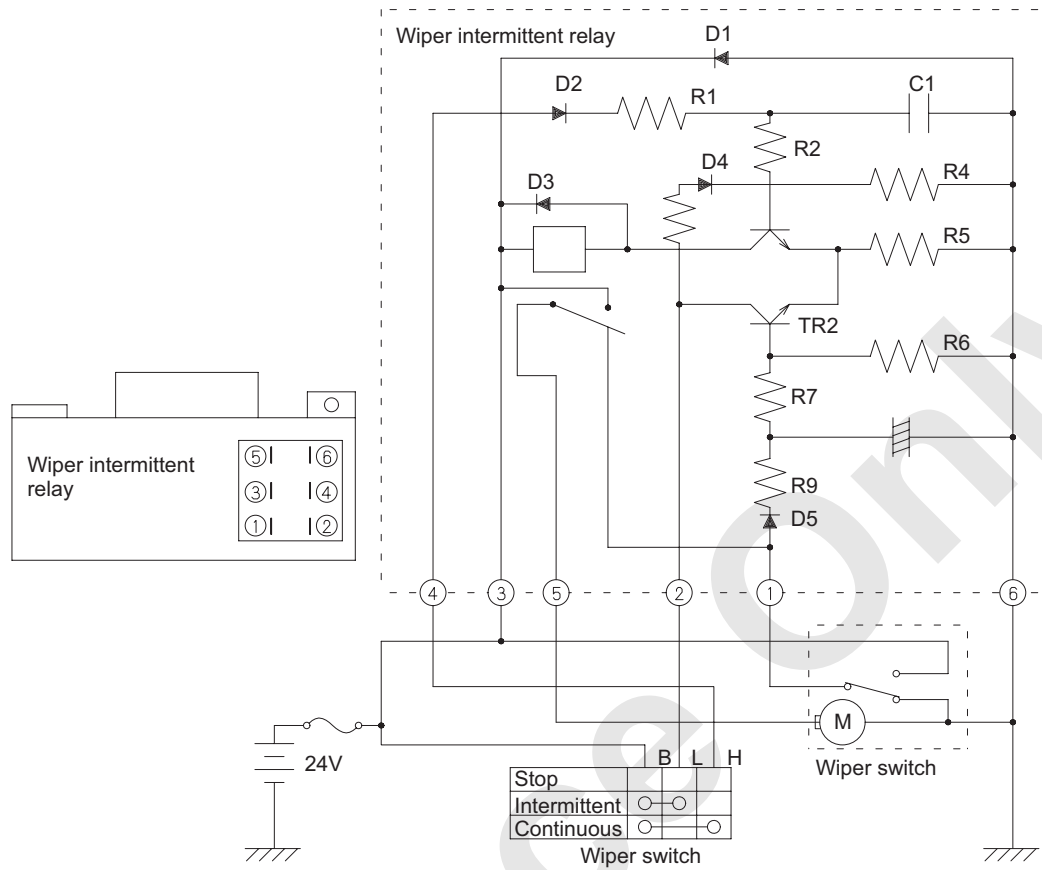 Wiper intermittent relay
D1
D2
R1
C1
R2
D4
R4
D3
R5
TR2
R6
R7
R9
D5
Wiper intermittent
relay
⑤ ⑥
③ ④
① ②
④ ③ ⑤ ② ① ⑥
M
Wiper switch
24V
B L H
Stop
Intermittent
Continuous
Wiper switch